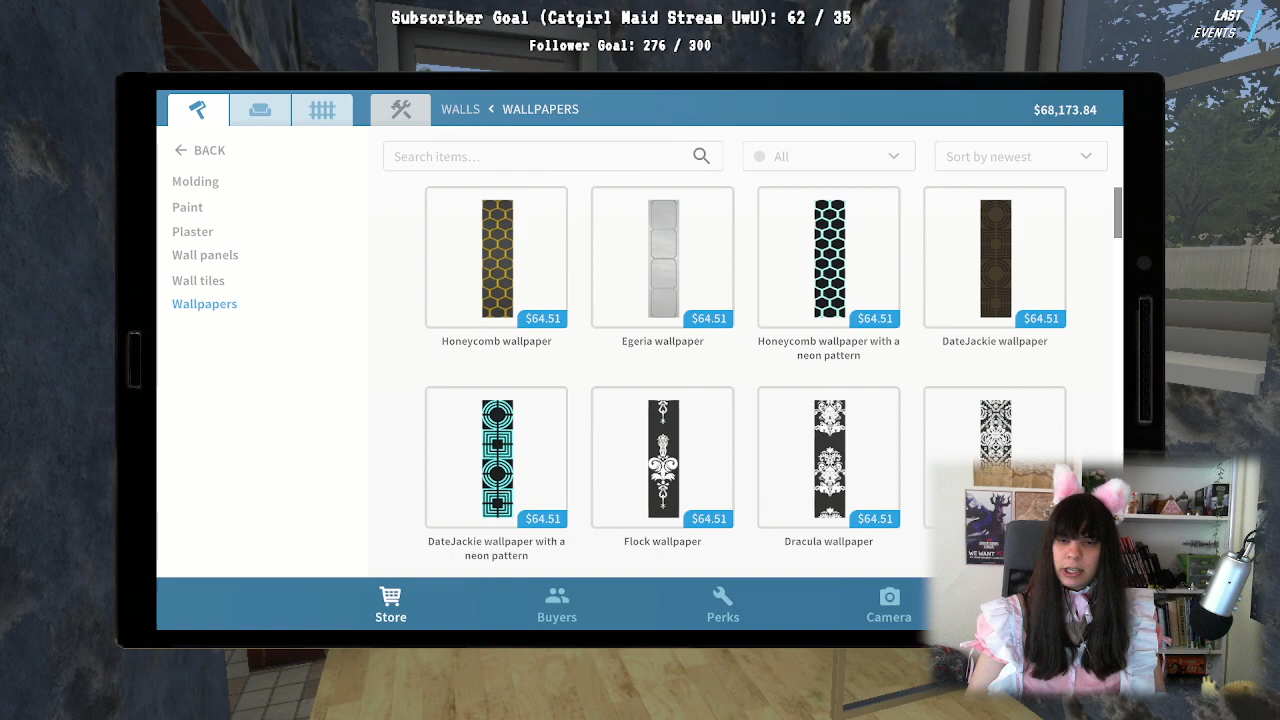 Subscriber Goal (Catgirl Maid Stream UwU): 62 / 35
Follower Goal: 276 / 300
LAST
EVENTS
WALLS < WALLPAPERS
$68,173.84
BACK
Search items...
All
Sort by newest
Molding
Paint
Plaster
Wall panels
Wall tiles
Wallpapers
$64.51
$64.51
$64.51
$64.51
Honeycomb wallpaper
Egeria wallpaper
Honeycomb wallpaper with a
neon pattern
DateJackie wallpaper
$64.51
$64.51
$64.51
DateJackie wallpaper with a
neon pattern
Flock wallpaper
Dracula wallpaper
WE WANT
Store
Buyers
Perks
Camera